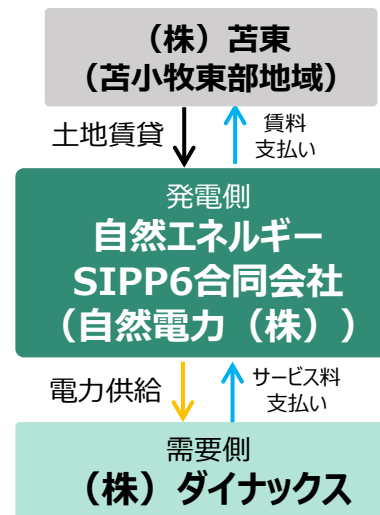 （株）苫東
（苫小牧東部地域）
土地賃貸
賃料
支払い
発電側
自然エネルギー
SIPP6合同会社
（自然電力（株））
電力供給
サービス料
支払い
需要側
（株）ダイナックス